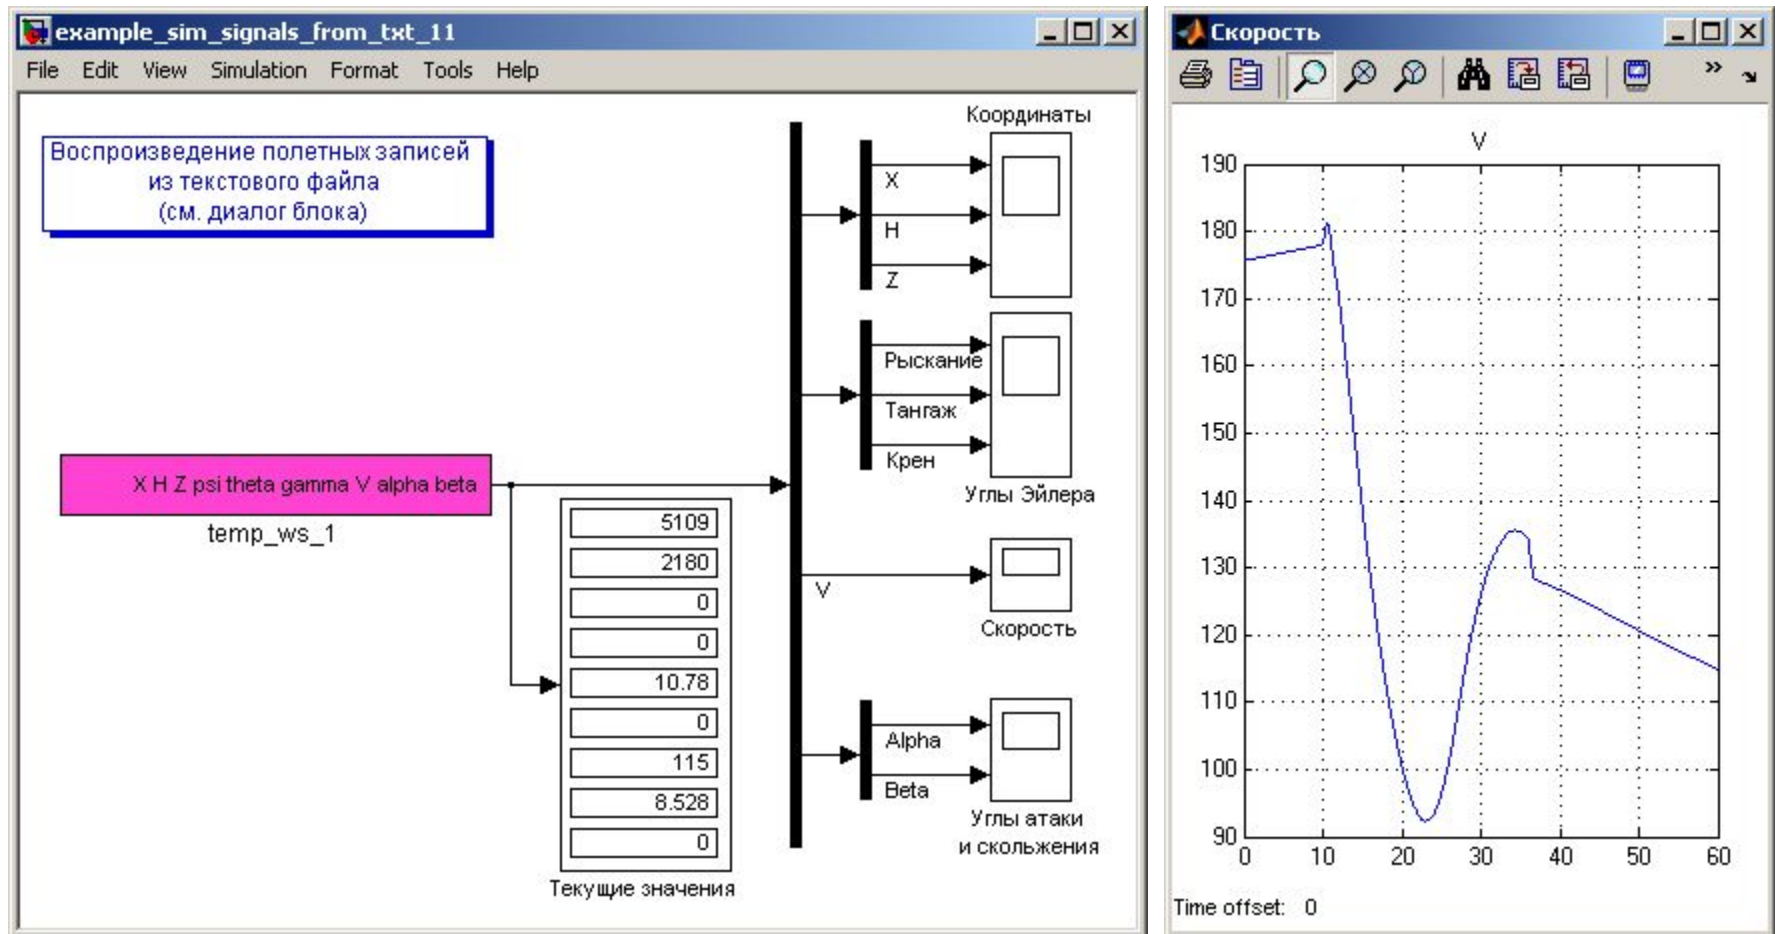 example_sim_signals_from_txt_11
File Edit View Simulation Format Tools Help
Воспроизведение полетных записей
из текстового файла
(см. диалог блока)
X H Z psi theta gamma V alpha beta
temp_ws_1
5109
2180
0
0
10.78
0
115
8.528
0
Текущие значения
Координаты
X
H
Z
Рыскание
Тангаж
Крен
Углы Эйлера
V
Скорость
Alpha
Beta
Углы атаки
и скольжения
Скорость
V
190
180
170
160
150
140
130
120
110
100
90
0 10 20 30 40 50 60
Time offset: 0